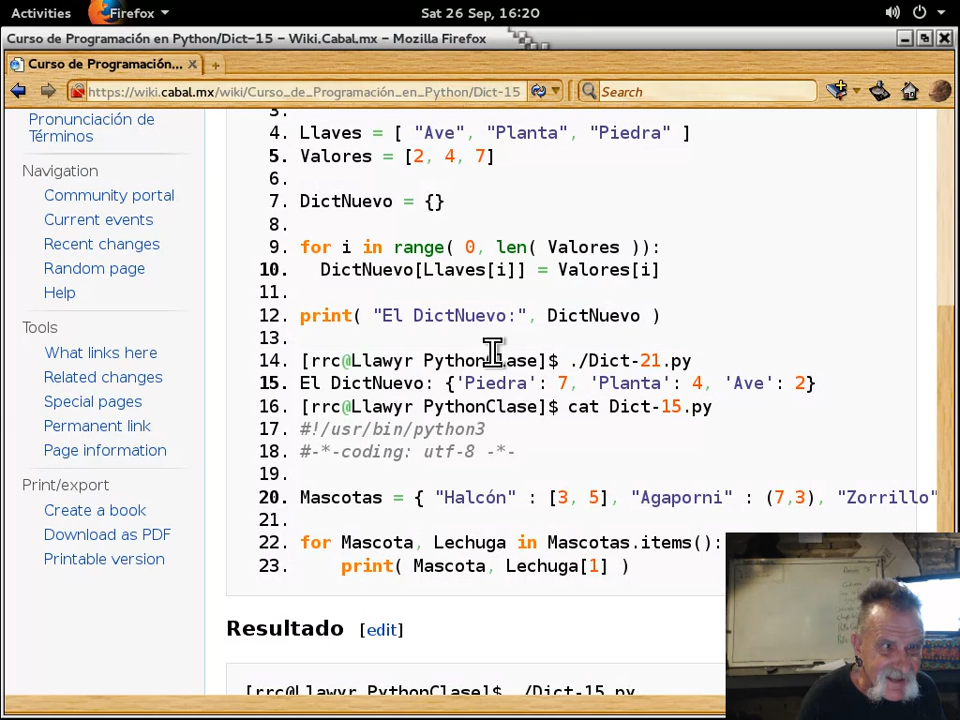 Activities Firefox Sat 26 Sep, 16:20
Curso de Programación en Python/Dict-15 – Wiki.Cabal.mx – Mozilla Firefox
Curso de Programación...
https://wiki.cabal.mx/wiki/Curso_de_Programación_en_Python/Dict-15 Search
Pronunciación de
Términos
Navigation
Community portal
Current events
Recent changes
Random page
Help
Tools
What links here
Related changes
Special pages
Permanent link
Page information
Print/export
Create a book
Download as PDF
Printable version
3.
4. Llaves = [ "Ave", "Planta", "Piedra" ]
5. Valores = [2, 4, 7]
6.
7. DictNuevo = {}
8.
9. for i in range( 0, len( Valores )):
10. DictNuevo[Llaves[i]] = Valores[i]
11.
12. print( "El DictNuevo:", DictNuevo )
13.
14. [rrc@Llawyr PythonClase]$ ./Dict-21.py
15. El DictNuevo: {'Piedra': 7, 'Planta': 4, 'Ave': 2}
16. [rrc@Llawyr PythonClase]$ cat Dict-15.py
17. #!/usr/bin/python3
18. #-*-coding: utf-8 -*-
19.
20. Mascotas = { "Halcón" : [3, 5], "Agaporni" : (7,3), "Zorrillo"
21.
22. for Mascota, Lechuga in Mascotas.items():
23. print( Mascota, Lechuga[1] )
Resultado [edit]
[rrc@Llawyr PythonClase]$ ./Dict-15.py